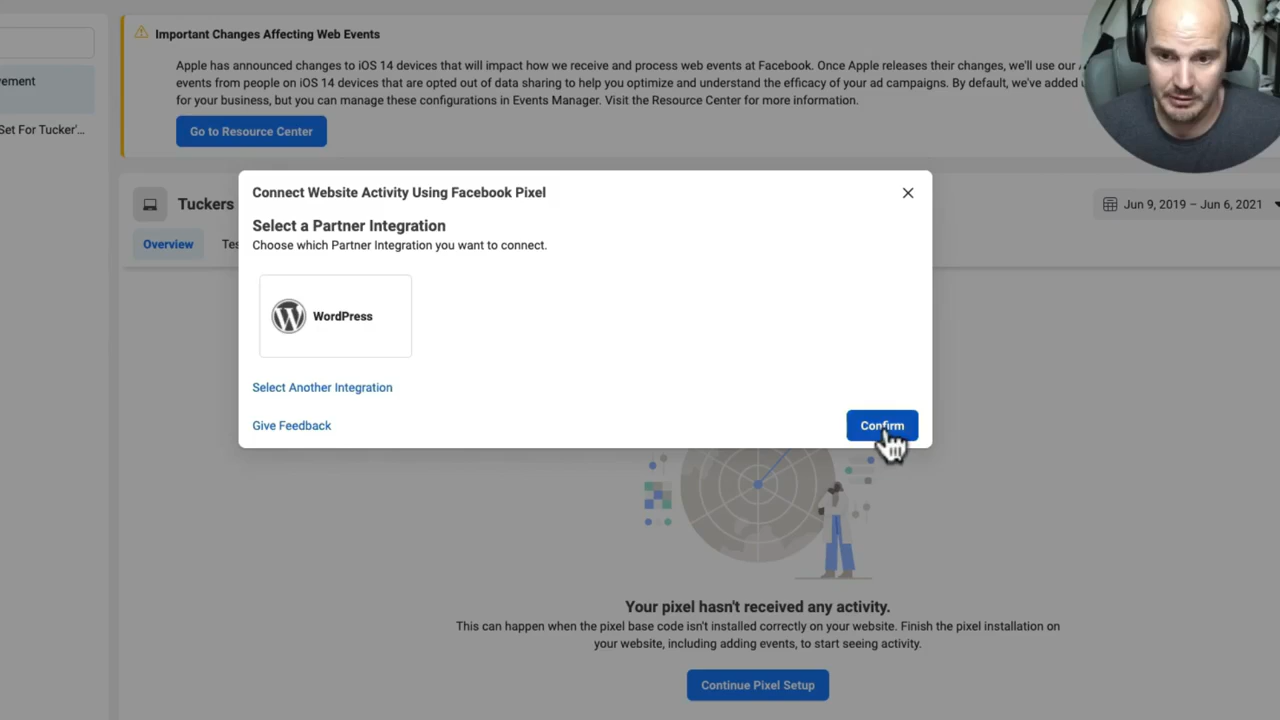 Important Changes Affecting Web Events
Apple has announced changes to iOS 14 devices that will impact how we receive and process web events at Facebook. Once Apple releases their changes, we'll use our
events from people on iOS 14 devices that are opted out of data sharing to help you optimize and understand the efficacy of your ad campaigns. By default, we've added
for your business, but you can manage these configurations in Events Manager. Visit the Resource Center for more information.
Go to Resource Center
vement
Set For Tucker'...
Connect Website Activity Using Facebook Pixel
Select a Partner Integration
Choose which Partner Integration you want to connect.
WordPress
Select Another Integration
Give Feedback
Confirm
Tuckers
Jun 9, 2019 – Jun 6, 2021
Overview
Tes
Your pixel hasn't received any activity.
This can happen when the pixel base code isn't installed correctly on your website. Finish the pixel installation on
your website, including adding events, to start seeing activity.
Continue Pixel Setup